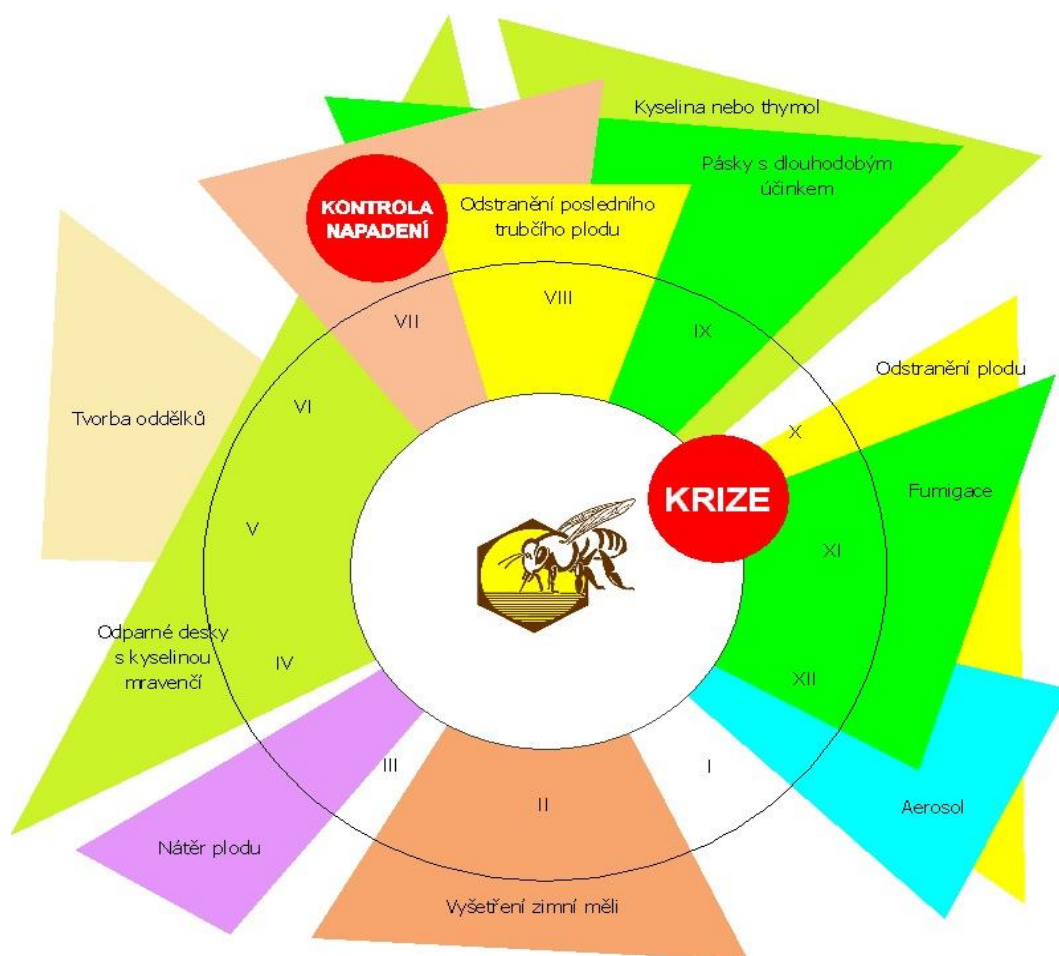 Kyselina nebo thymol
Pásky s dlouhodobým
účinkem
KONTROLA
NAPADENÍ
Odstranění posledního
trubčího plodu
VIII
VII
IX
Odstranění plodu
VI
Tvorba oddělků
X
KRIZE
Fumigace
V
XI
Odparné desky
s kyselinou
mravenčí
IV
XII
III
I
II
Aerosol
Nátěr plodu
Vyšetření zimní měli